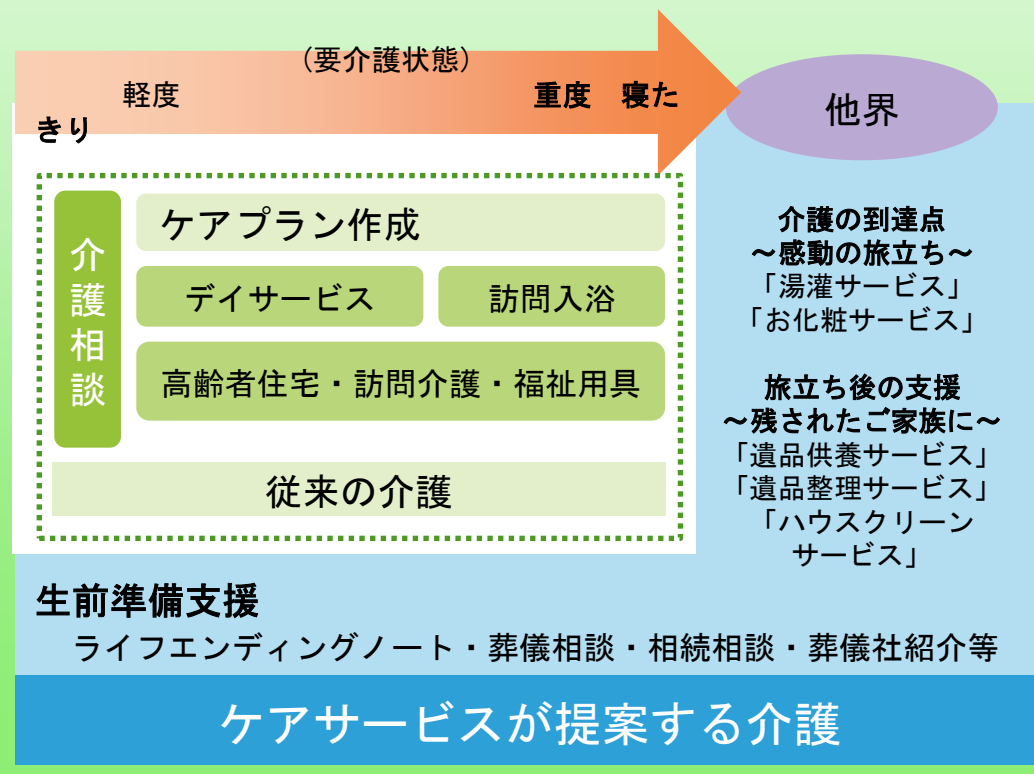 (要介護状態)
軽度　重度　寝た
きり
他界
介護相談
ケアプラン作成
デイサービス
訪問入浴
高齢者住宅・訪問介護・福祉用具
従来の介護
介護の到達点
～感動の旅立ち～
「湯灌サービス」
「お化粧サービス」
旅立ち後の支援
～残されたご家族に～
「遺品供養サービス」
「遺品整理サービス」
「ハウスクリーン
サービス」
生前準備支援
ライフエンディングノート・葬儀相談・相続相談・葬儀社紹介等
ケアサービスが提案する介護